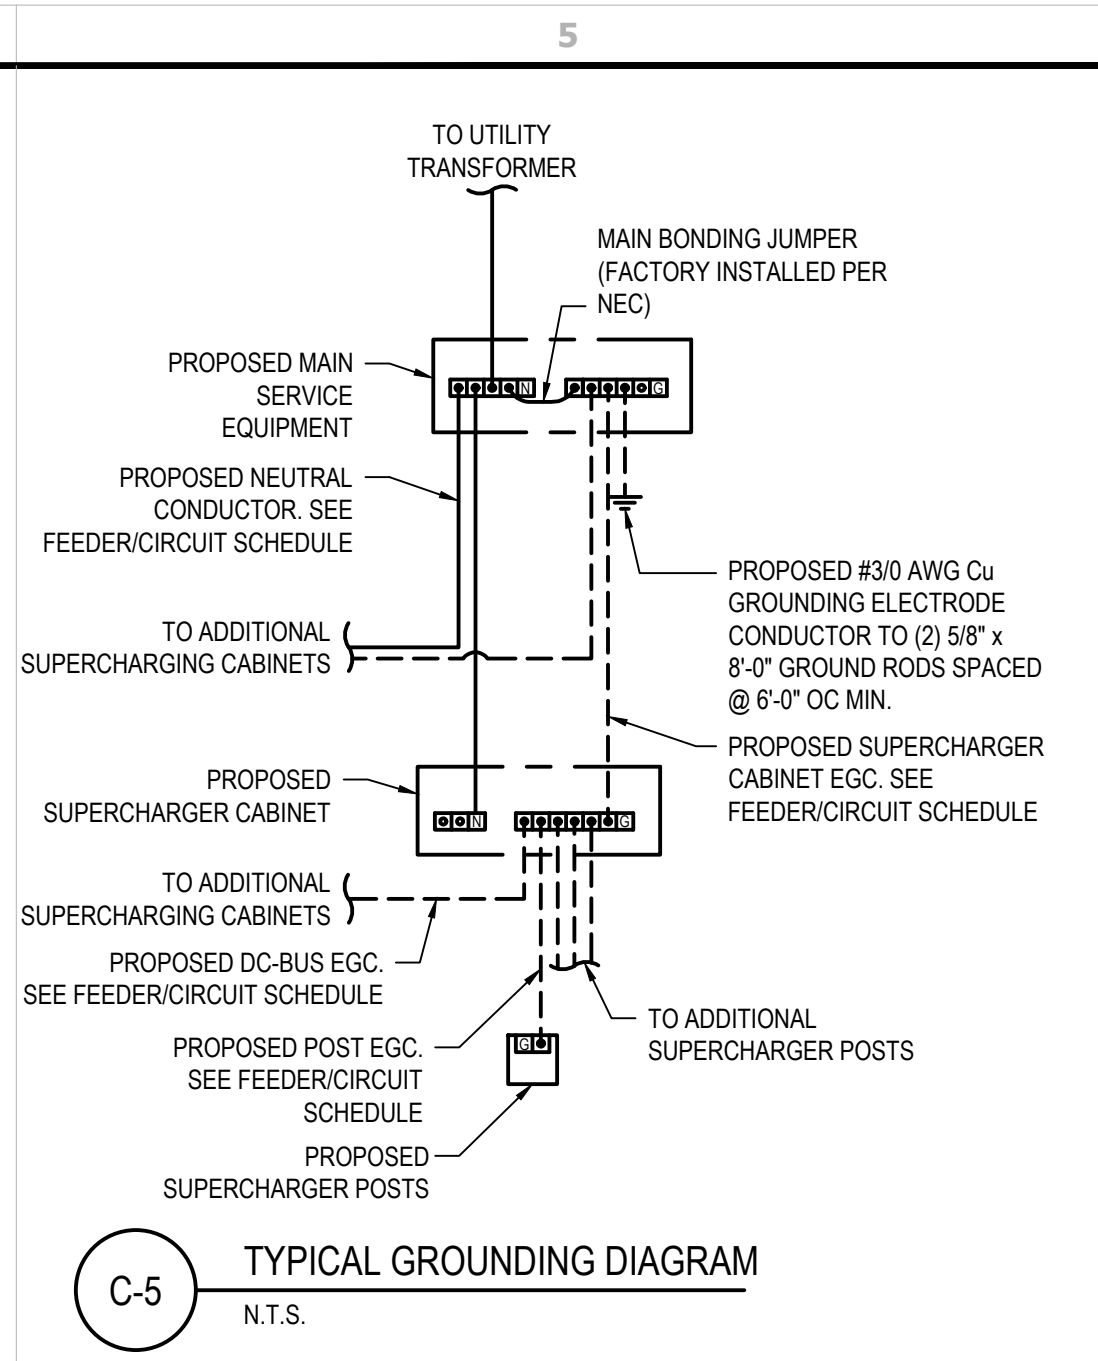 5
TO UTILITY
TRANSFORMER
MAIN BONDING JUMPER
(FACTORY INSTALLED PER
NEC)
PROPOSED MAIN
SERVICE
EQUIPMENT
N
G
PROPOSED NEUTRAL
CONDUCTOR. SEE
FEEDER/CIRCUIT SCHEDULE
PROPOSED #3/0 AWG Cu
GROUNDING ELECTRODE
CONDUCTOR TO (2) 5/8" x
8'-0" GROUND RODS SPACED
@ 6'-0" OC MIN.
TO ADDITIONAL
SUPERCHARGING CABINETS
PROPOSED SUPERCHARGER
CABINET EGC. SEE
FEEDER/CIRCUIT SCHEDULE
PROPOSED
SUPERCHARGER CABINET
N
G
TO ADDITIONAL
SUPERCHARGING CABINETS
PROPOSED DC-BUS EGC.
SEE FEEDER/CIRCUIT SCHEDULE
TO ADDITIONAL
SUPERCHARGER POSTS
PROPOSED POST EGC.
SEE FEEDER/CIRCUIT
SCHEDULE
G
PROPOSED
SUPERCHARGER POSTS
C-5
TYPICAL GROUNDING DIAGRAM
N.T.S.